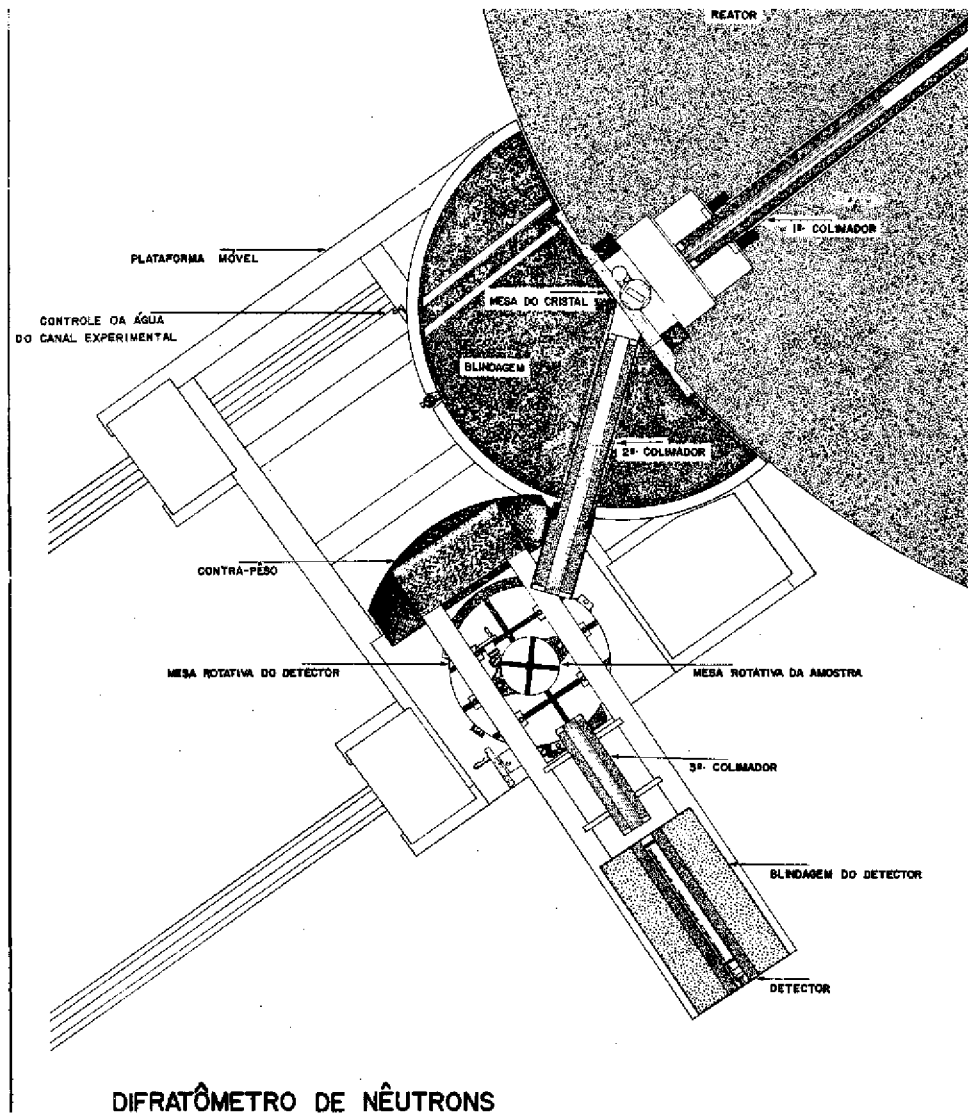 REATOR
1º. COLIMADOR
PLATAFORMA MÓVEL
MESA DO CRISTAL
CONTROLE DA ÁGUA
DO CANAL EXPERIMENTAL
BLINDAGEM
2º. COLIMADOR
CONTRA-PÊSO
MESA ROTATIVA DO DETECTOR
MESA ROTATIVA DA AMOSTRA
3º. COLIMADOR
BLINDAGEM DO DETECTOR
DETECTOR
DIFRATÔMETRO DE NÊUTRONS